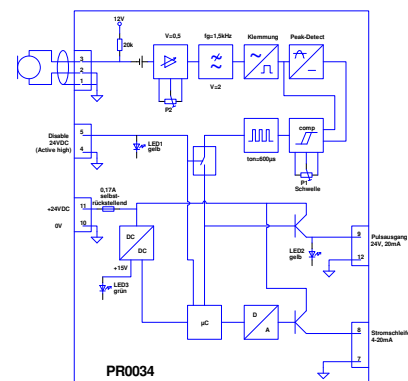 12V
20k
V=0,5
fg=1,5kHz
Klemmung
Peak-Detect
3
2
1
P2
V=2
Disable
24VDC
(Active high)
5
4
LED1
gelb
ton=600µs
comp
P1
Schwelle
+24VDC
0V
11
10
0,17A
selbst-
rückstellend
DC
DC
+15V
LED3
grün
LED2
gelb
9
12
Pulsausgang
24V, 20mA
µC
D
A
8
7
Stromschleife
4-20mA
PR0034